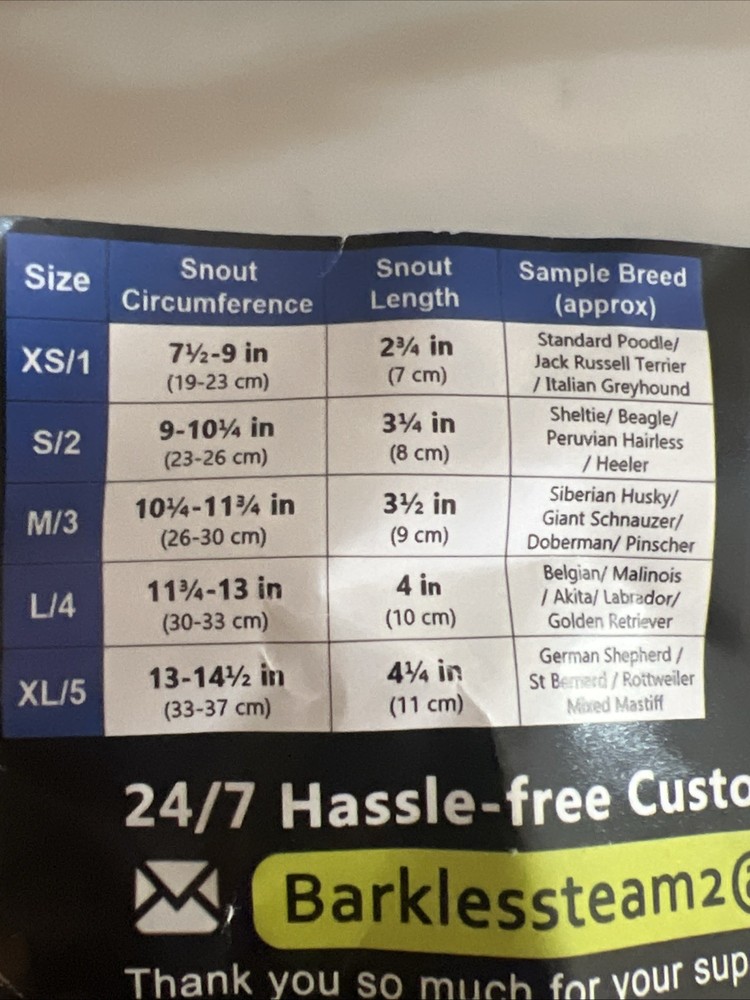 Size Snout Circumference Snout Length Sample Breed (approx)
XS/1 7½-9 in (19-23 cm) 2¾ in (7 cm) Standard Poodle/ Jack Russell Terrier / Italian Greyhound
S/2 9-10¼ in (23-26 cm) 3¼ in (8 cm) Sheltie/ Beagle/ Peruvian Hairless / Heeler
M/3 10¼-11¾ in (26-30 cm) 3½ in (9 cm) Siberian Husky/ Giant Schnauzer/ Doberman/ Pinscher
L/4 11¾-13 in (30-33 cm) 4 in (10 cm) Belgian/ Malinois / Akita/ Labrador/ Golden Retriever
XL/5 13-14½ in (33-37 cm) 4¼ in (11 cm) German Shepherd / St Bernerd / Rottweiler Mixed Mastiff
24/7 Hassle-free Custo
Barklessteam2@
Thank you so much for your sup